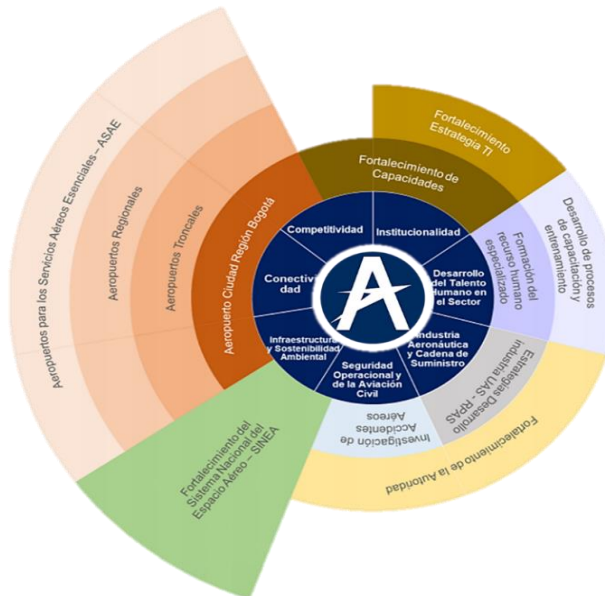 Fortalecimiento
Estrategia TI
Fortalecimiento de
Capacidades
Desarrollo de procesos
de capacitación y
entrenamiento
Formación del
recurso humano
especializado
Aeropuertos para los Servicios Aéreos Esenciales – ASAE
Aeropuertos Regionales
Aeropuertos Troncales
Aeropuerto Ciudad Región Bogotá
Competitividad
Institucionalidad
Conectivi
dad
Desarrollo
del Talento
Humano en
el Sector
Infraestructura
y Sostenibilidad
Ambiental
Industria
Aeronáutica y
Cadena de
Suministro
Seguridad
Operacional y
de la Aviación
Civil
A
Estrategias Desarrollo
industria UAS - RPAS
Investigación de
Accidentes
Aéreos
Fortalecimiento de la Autoridad
Fortalecimiento del
Sistema Nacional del
Espacio Aéreo – SINEA